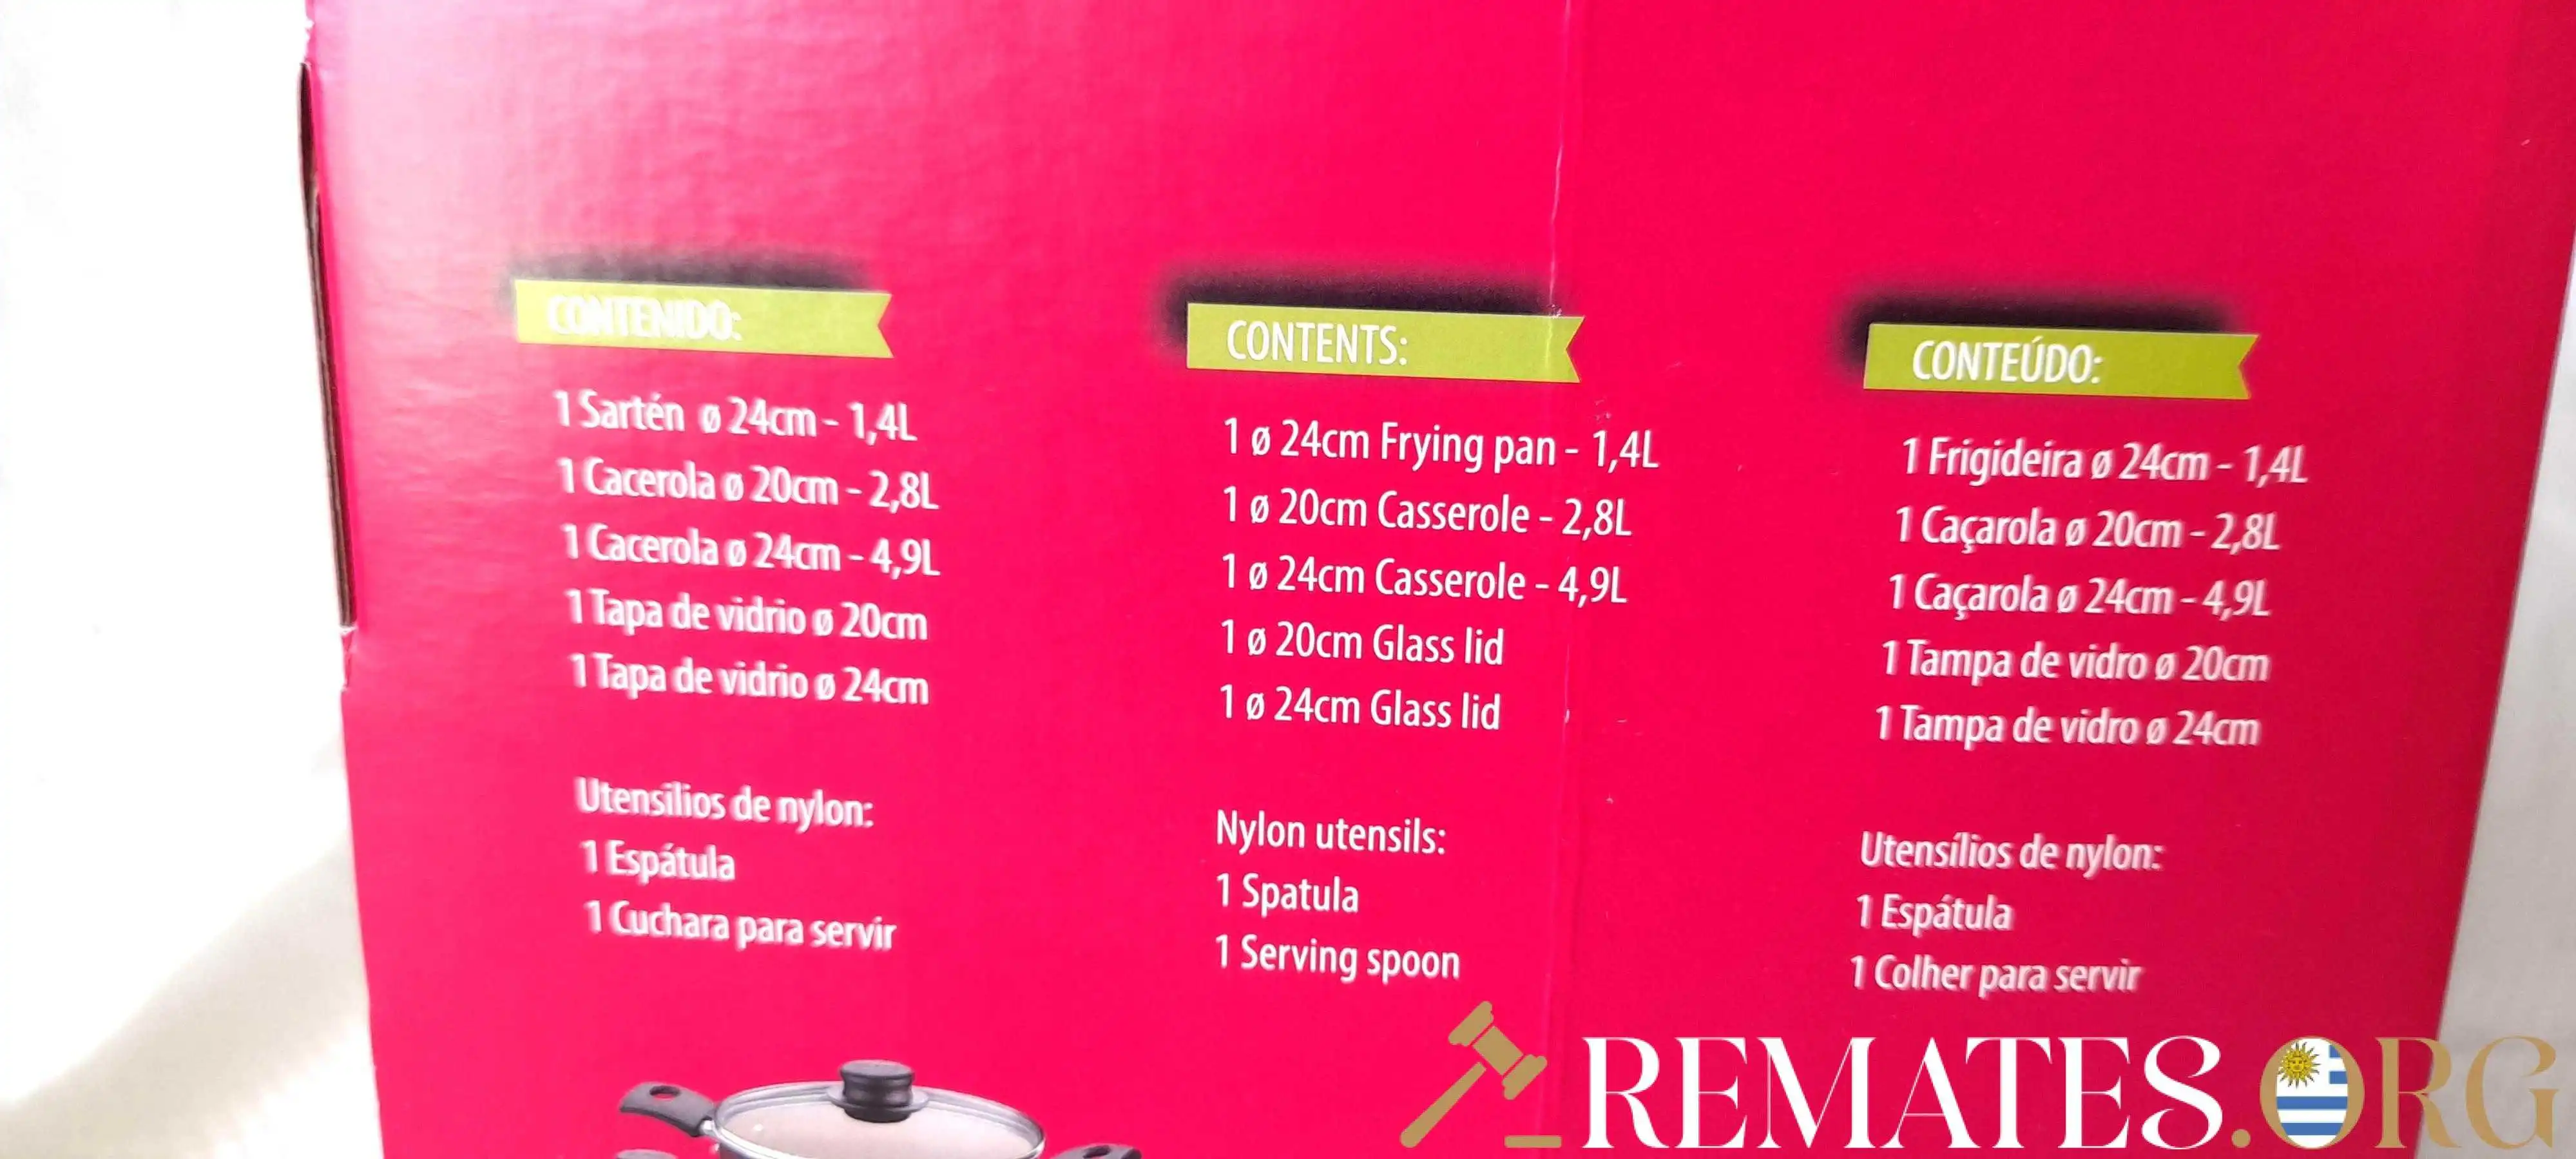 CONTENIDO:
1 Sartén ø 24cm - 1,4L
1 Cacerola ø 20cm - 2,8L
1 Cacerola ø 24cm - 4,9L
1 Tapa de vidrio ø 20cm
1 Tapa de vidrio ø 24cm
Utensilios de nylon:
1 Espátula
1 Cuchara para servir
CONTENTS:
1 ø 24cm Frying pan - 1,4L
1 ø 20cm Casserole - 2,8L
1 ø 24cm Casserole - 4,9L
1 ø 20cm Glass lid
1 ø 24cm Glass lid
Nylon utensils:
1 Spatula
1 Serving spoon
CONTEÚDO:
1 Frigideira ø 24cm - 1,4L
1 Caçarola ø 20cm - 2,8L
1 Caçarola ø 24cm - 4,9L
1 Tampa de vidro ø 20cm
1 Tampa de vidro ø 24cm
Utensílios de nylon:
1 Espátula
1 Colher para servir
REMATES.ORG